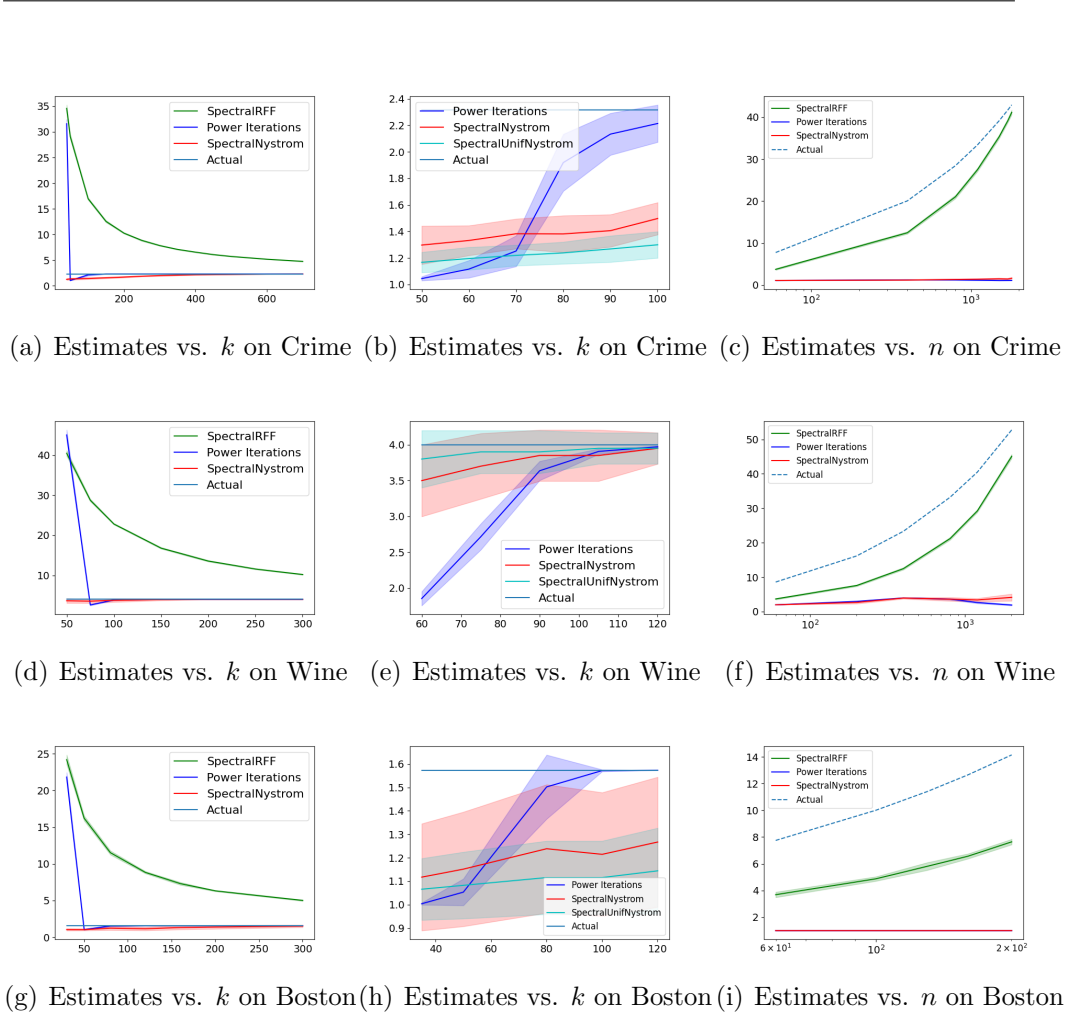 SpectralRFF
Power Iterations
SpectralNystrom
Actual
35
30
25
20
15
10
5
0
200
400
600
Power Iterations
SpectralNystrom
SpectralUnifNystrom
Actual
2.4
2.2
2.0
1.8
1.6
1.4
1.2
1.0
50
60
70
80
90
100
SpectralRFF
Power Iterations
SpectralNystrom
Actual
40
30
20
10
0
10²
10³
(a) Estimates vs. k on Crime
(b) Estimates vs. k on Crime
(c) Estimates vs. n on Crime
SpectralRFF
Power Iterations
SpectralNystrom
Actual
40
30
20
10
50
75
100
125
150
175
200
225
250
275
300
Power Iterations
SpectralNystrom
SpectralUnifNystrom
Actual
4.0
3.5
3.0
2.5
2.0
60
70
80
90
100
110
120
SpectralRFF
Power Iterations
SpectralNystrom
Actual
50
40
30
20
10
0
10²
10³
(d) Estimates vs. k on Wine
(e) Estimates vs. k on Wine
(f) Estimates vs. n on Wine
SpectralRFF
Power Iterations
SpectralNystrom
Actual
25
20
15
10
5
0
50
100
150
200
250
300
Power Iterations
SpectralNystrom
SpectralUnifNystrom
Actual
1.6
1.5
1.4
1.3
1.2
1.1
1.0
0.9
40
60
80
100
120
SpectralRFF
Power Iterations
SpectralNystrom
Actual
14
12
10
8
6
4
2
6 × 10¹
10²
2 × 10²
(g) Estimates vs. k on Boston
(h) Estimates vs. k on Boston
(i) Estimates vs. n on Boston